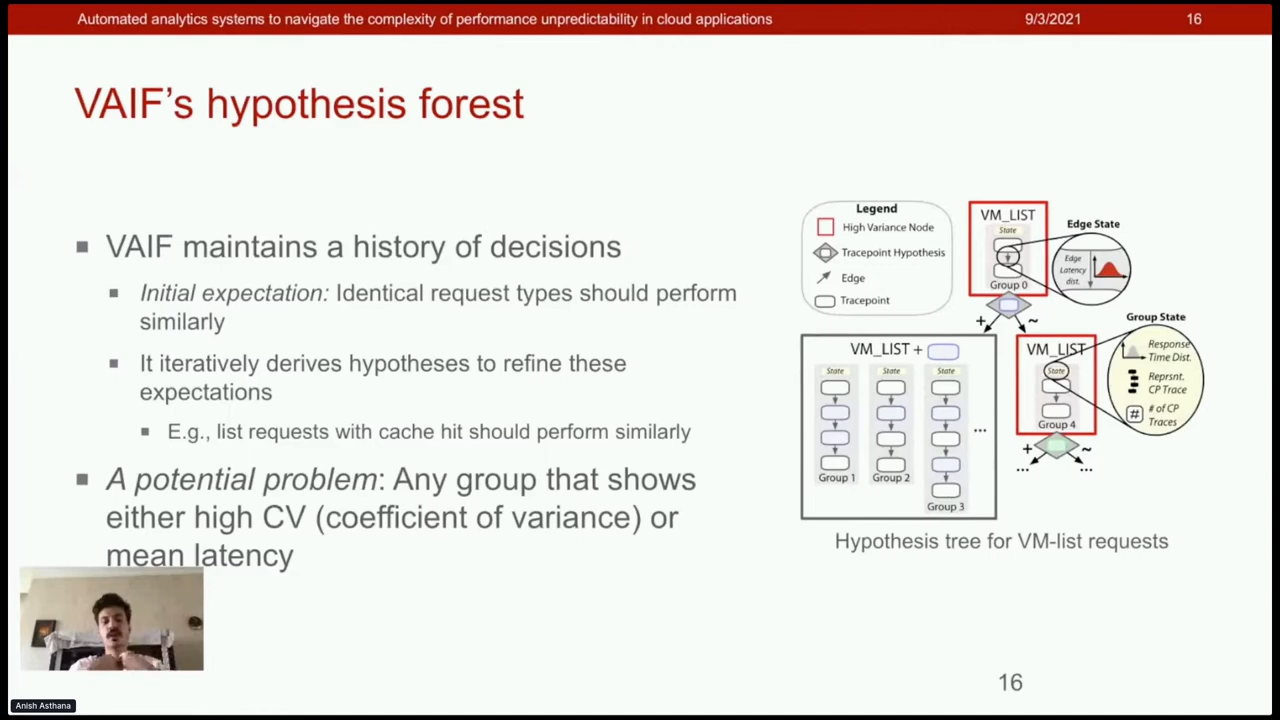 Automated analytics systems to navigate the complexity of performance unpredictability in cloud applications 9/3/2021 16
VAIF's hypothesis forest
VAIF maintains a history of decisions
Initial expectation: Identical request types should perform
similarly
It iteratively derives hypotheses to refine these
expectations
E.g., list requests with cache hit should perform similarly
A potential problem: Any group that shows
either high CV (coefficient of variance) or
mean latency
Legend
High Variance Node
Tracepoint Hypothesis
Edge
Tracepoint
VM_LIST
State
Group 0
Edge State
Edge
Latency
dist.
+ ~
VM_LIST +
State State State
...
Group 1 Group 2
Group 3
VM_LIST
State
Group 4
+ ~
... ...
Group State
Response
Time Dist.
Reprsnt.
CP Trace
# # of CP
Traces
Hypothesis tree for VM-list requests
16
Anish Asthana